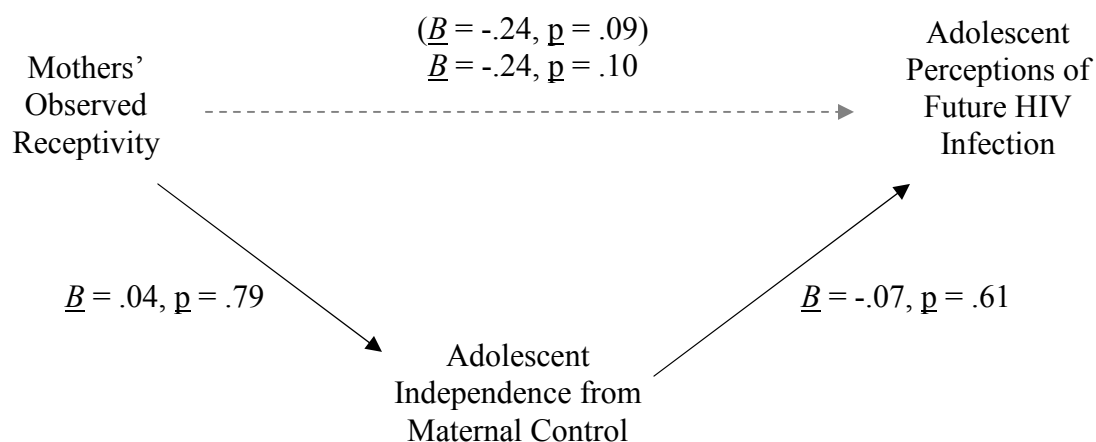 (B = -.24, p = .09)
B = -.24, p = .10
Mothers’
Observed
Receptivity
Adolescent
Perceptions of
Future HIV
Infection
B = .04, p = .79
B = -.07, p = .61
Adolescent
Independence from
Maternal Control